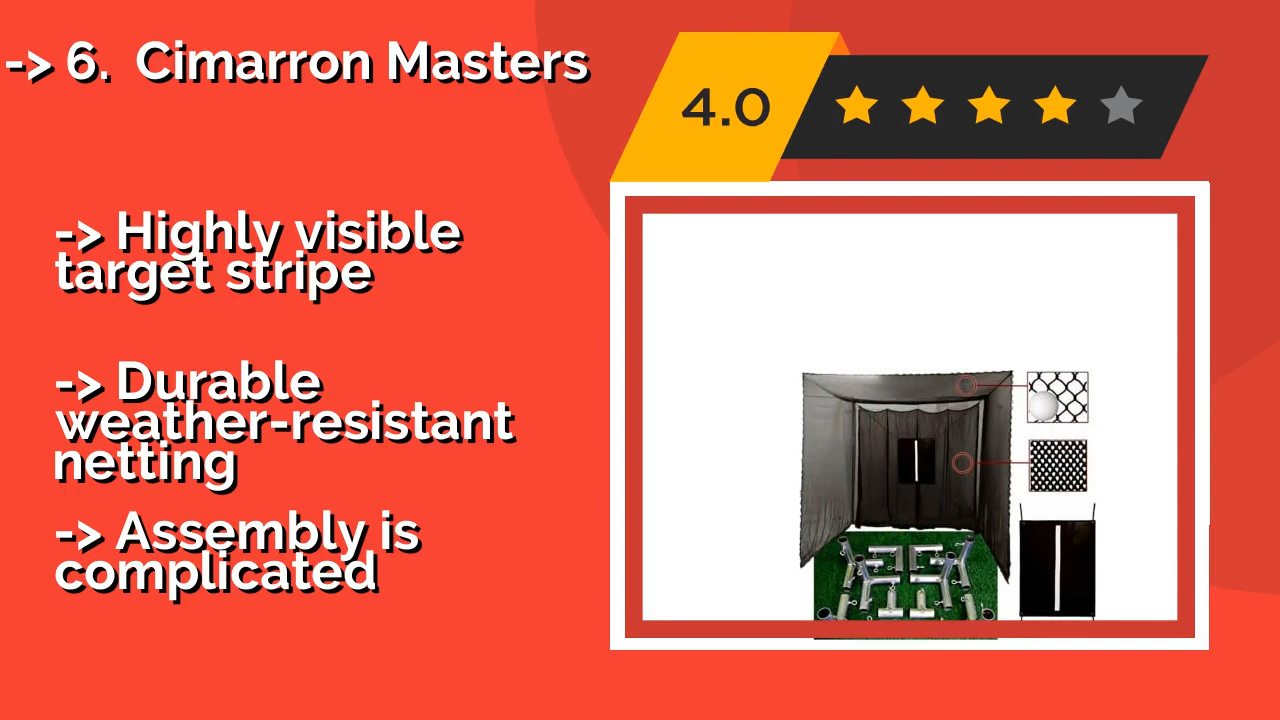 -> 6. Cimarron Masters
4.0
-> Highly visible
target stripe
-> Durable
weather-resistant
netting
-> Assembly is
complicated